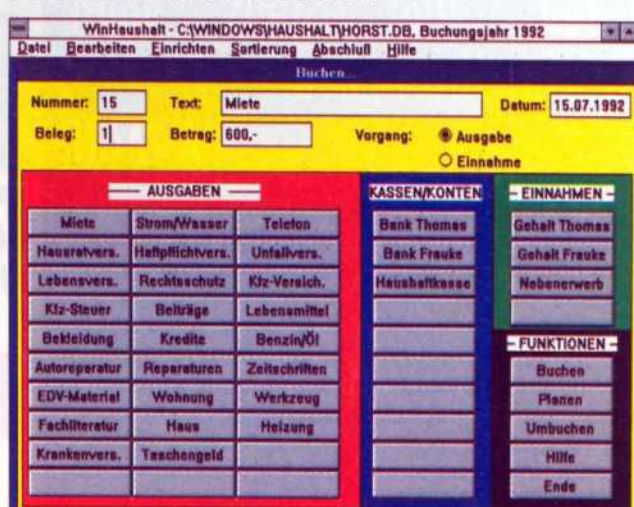 WinHaushalt - C:\WINDOWS\HAUSHALT\HORST.DB, Buchungsjahr 1992
Datei Bearbeiten Einrichten Sortierung Abschluß Hilfe
Buchen...
Nummer: 15 Text: Miete Datum: 15.07.1992
Beleg: 1 Betrag: 600,- Vorgang: Ausgabe
Einnahme
AUSGABEN KASSEN/KONTEN EINNAHMEN
Miete Strom/Wasser Telefon Bank Thomas Gehalt Thomas
Hausratvers. Haftpflichtvers. Unfallvers. Bank Frauke Gehalt Frauke
Lebensvers. Rechtsschutz Kfz-Versich. Haushaltkasse Nebenerwerb
Kfz-Steuer Beiträge Lebensmittel
Bekleidung Kredite Benzin/Öl FUNKTIONEN
Autoreparatur Reparaturen Zeitschriften Buchen
EDV-Material Wohnung Werkzeug Planen
Fachliteratur Haus Heizung Umbuchen
Krankenvers. Taschengeld Hilfe
Ende